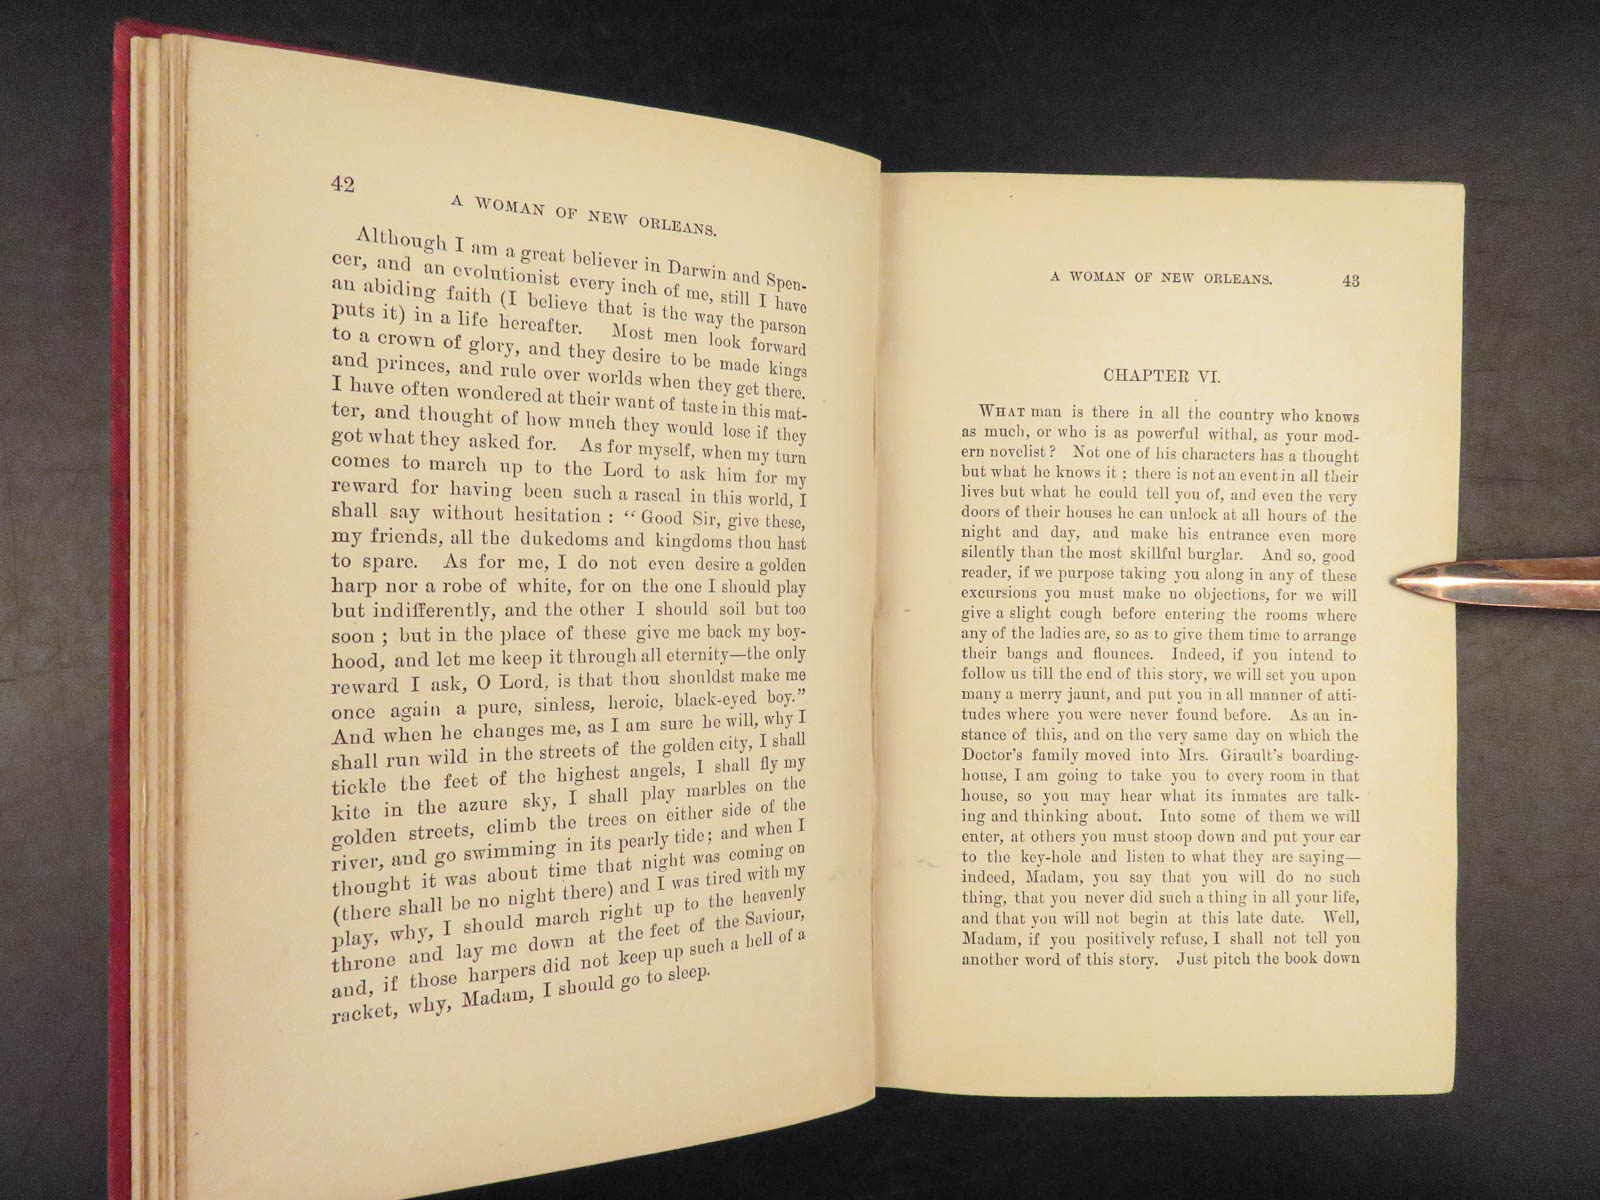 42
A WOMAN OF NEW ORLEANS.
Although I am a great believer in Darwin and Spen-
cer, and an evolutionist every inch of me, still I have
an abiding faith (I believe that is the way the parson
puts it) in a life hereafter. Most men look forward
to a crown of glory, and they desire to be made kings
and princes, and rule over worlds when they get there.
I have often wondered at their want of taste in this mat-
ter, and thought of how much they would lose if they
got what they asked for. As for myself, when my turn
comes to march up to the Lord to ask him for my
reward for having been such a rascal in this world, I
shall say without hesitation : “Good Sir, give these,
my friends, all the dukedoms and kingdoms thou hast
to spare. As for me, I do not even desire a golden
harp nor a robe of white, for on the one I should play
but indifferently, and the other I should soil but too
soon ; but in the place of these give me back my boy-
hood, and let me keep it through all eternity—the only
reward I ask, O Lord, is that thou shouldst make me
once again a pure, sinless, heroic, black-eyed boy.”
And when he changes me, as I am sure he will, why I
shall run wild in the streets of the golden city, I shall
tickle the feet of the highest angels, I shall fly my
kite in the azure sky, I shall play marbles on the
golden streets, climb the trees on either side of the
river, and go swimming in its pearly tide; and when I
thought it was about time that night was coming on
(there shall be no night there) and I was tired with my
play, why, I should march right up to the heavenly
throne and lay me down at the feet of the Saviour,
and, if those harpers did not keep up such a hell of a
racket, why, Madam, I should go to sleep.
A WOMAN OF NEW ORLEANS. 43
CHAPTER VI.
WHAT man is there in all the country who knows
as much, or who is as powerful withal, as your mod-
ern novelist? Not one of his characters has a thought
but what he knows it ; there is not an event in all their
lives but what he could tell you of, and even the very
doors of their houses he can unlock at all hours of the
night and day, and make his entrance even more
silently than the most skillful burglar. And so, good
reader, if we purpose taking you along in any of these
excursions you must make no objections, for we will
give a slight cough before entering the rooms where
any of the ladies are, so as to give them time to arrange
their bangs and flounces. Indeed, if you intend to
follow us till the end of this story, we will set you upon
many a merry jaunt, and put you in all manner of atti-
tudes where you were never found before. As an in-
stance of this, and on the very same day on which the
Doctor's family moved into Mrs. Girault's boarding-
house, I am going to take you to every room in that
house, so you may hear what its inmates are talk-
ing and thinking about. Into some of them we will
enter, at others you must stoop down and put your ear
to the key-hole and listen to what they are saying—
indeed, Madam, you say that you will do no such
thing, that you never did such a thing in all your life,
and that you will not begin at this late date. Well,
Madam, if you positively refuse, I shall not tell you
another word of this story. Just pitch the book down